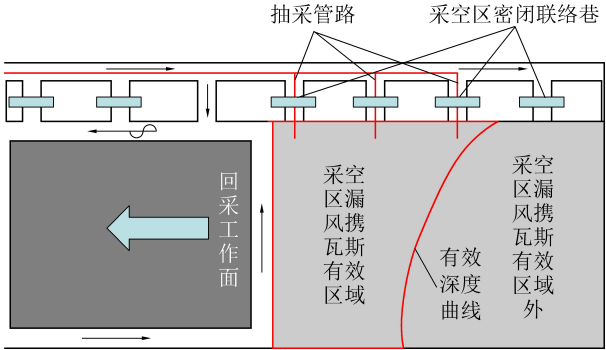 抽采管路
采空区密闭联络巷
回
采
工
作
面
采空
区漏
风携
瓦斯
有效
区域
有效
深度
曲线
采空
区漏
风携
瓦斯
有效
区域
外